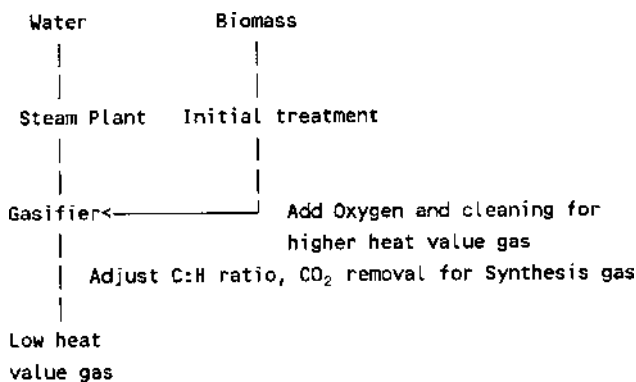 Water Biomass
Steam Plant Initial treatment
Gasifier<
Add Oxygen and cleaning for
higher heat value gas
Adjust C:H ratio, CO₂ removal for Synthesis gas
Low heat
value gas